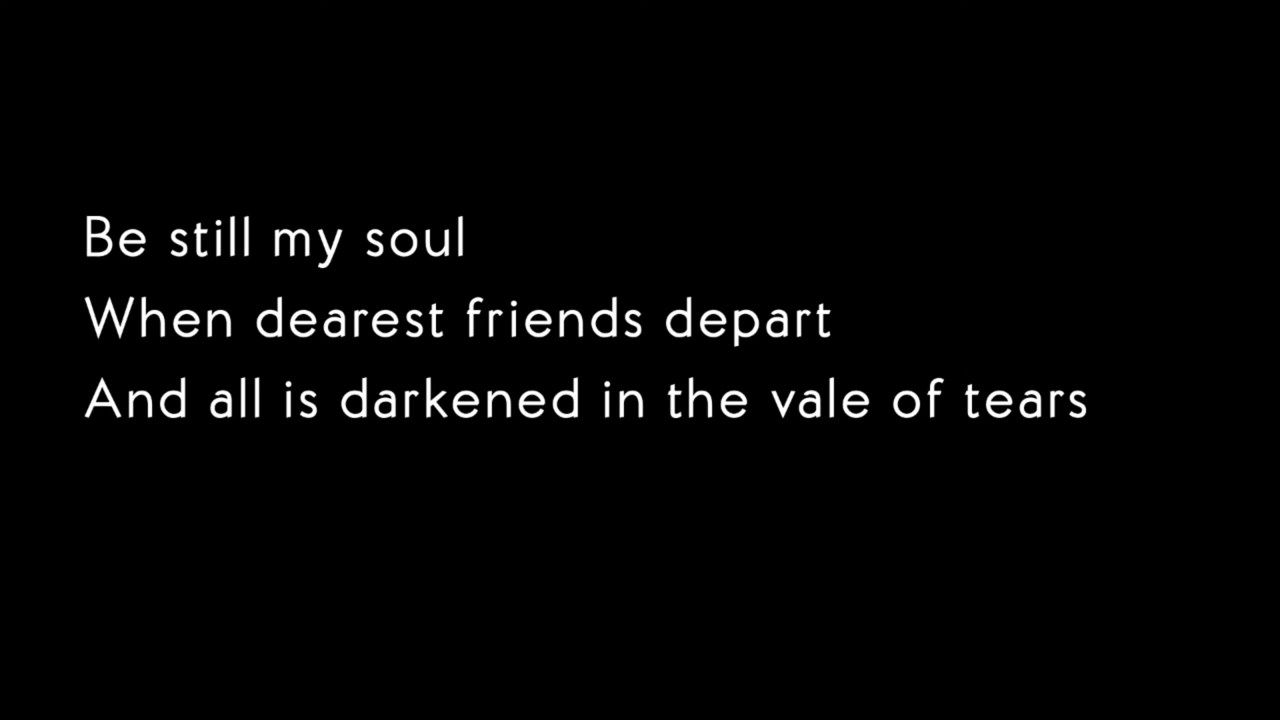 Be still my soul
When dearest friends depart
And all is darkened in the vale of tears